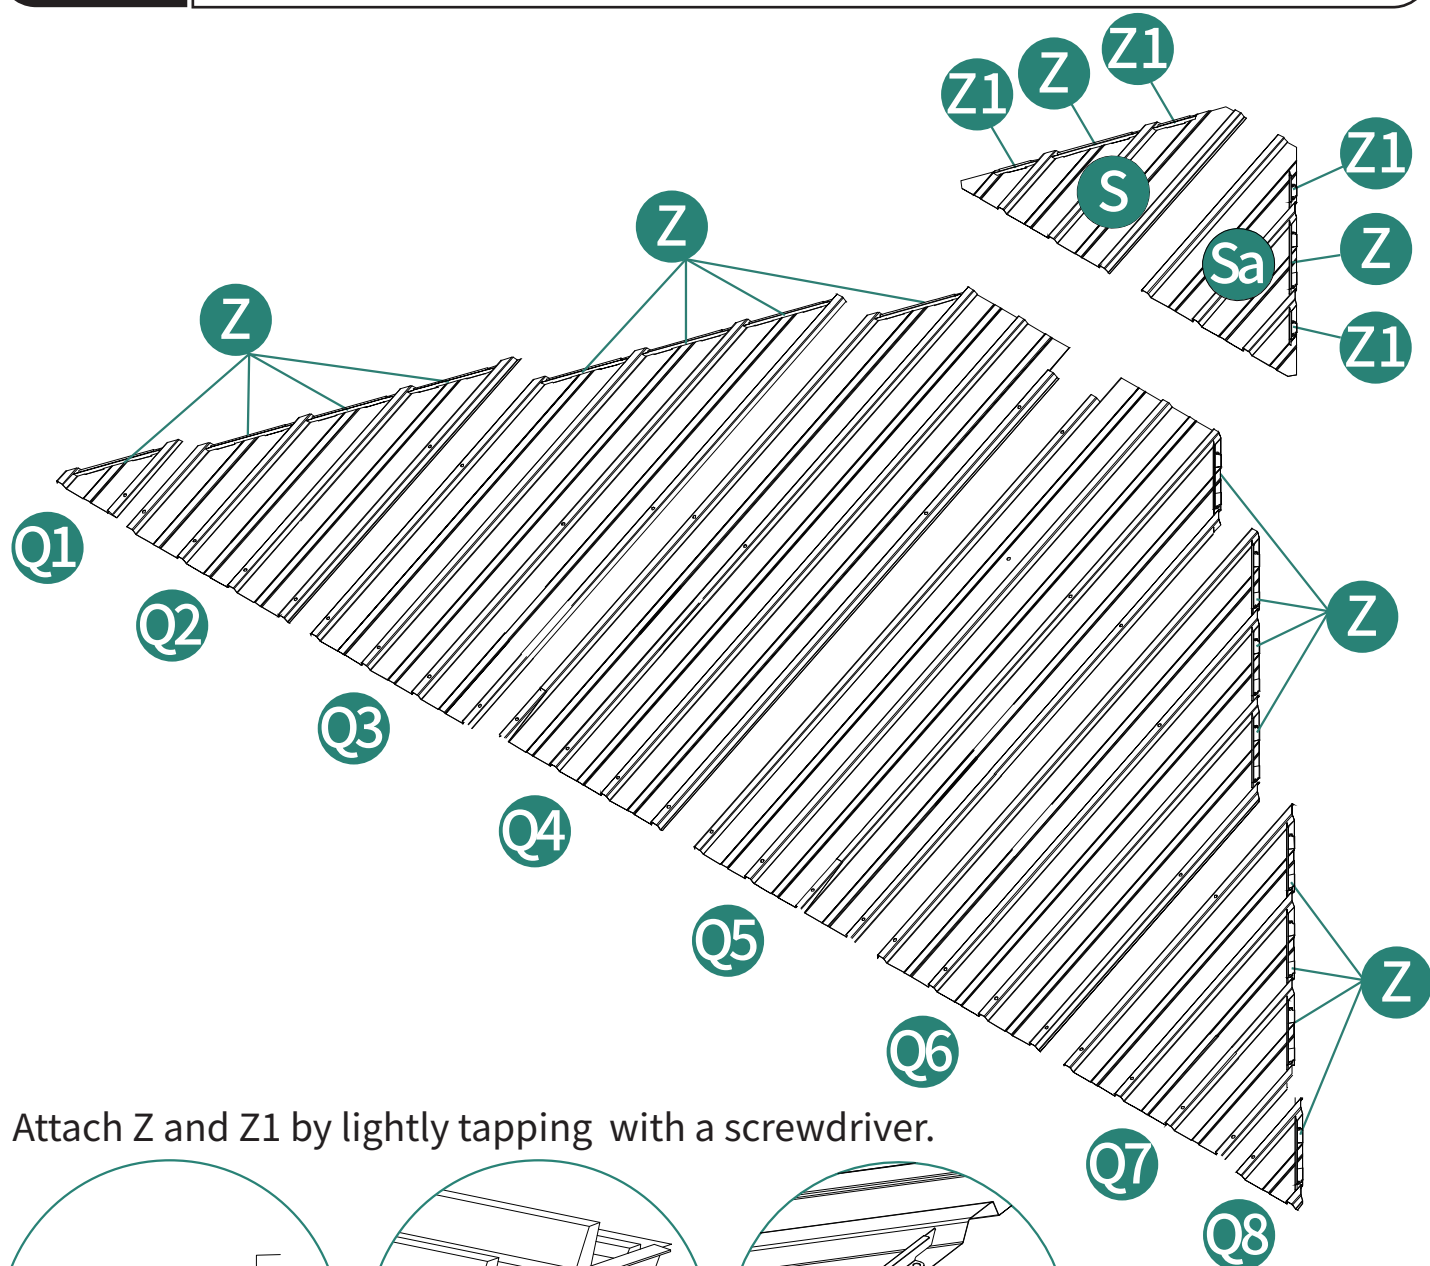 Z1
Z
Z1
Z1
S
Z
Sa
Z
Z
Z1
Q1
Q2
Z
Q3
Q4
Q5
Z
Q6
Attach Z and Z1 by lightly tapping with a screwdriver.
Q7
Q8